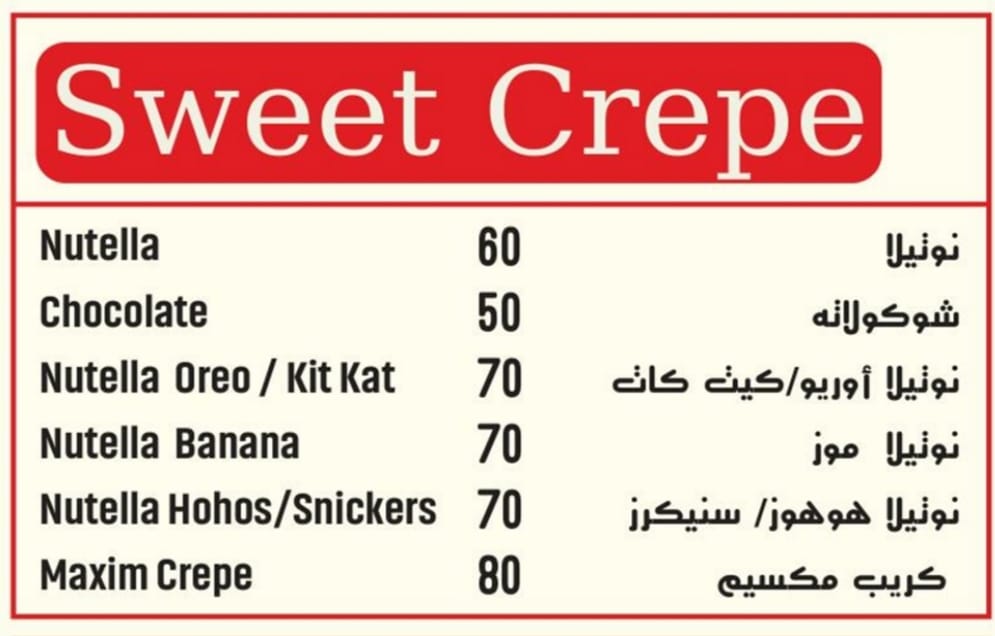 Sweet Crepe
Nutella 60 نوتيلا
Chocolate 50 شوكولاته
Nutella Oreo / Kit Kat 70 نوتيلا أوريو/كيت كات
Nutella Banana 70 نوتيلا موز
Nutella Hohos/Snickers 70 نوتيلا هوهوز/ سنيكرز
Maxim Crepe 80 كريب مكسيم